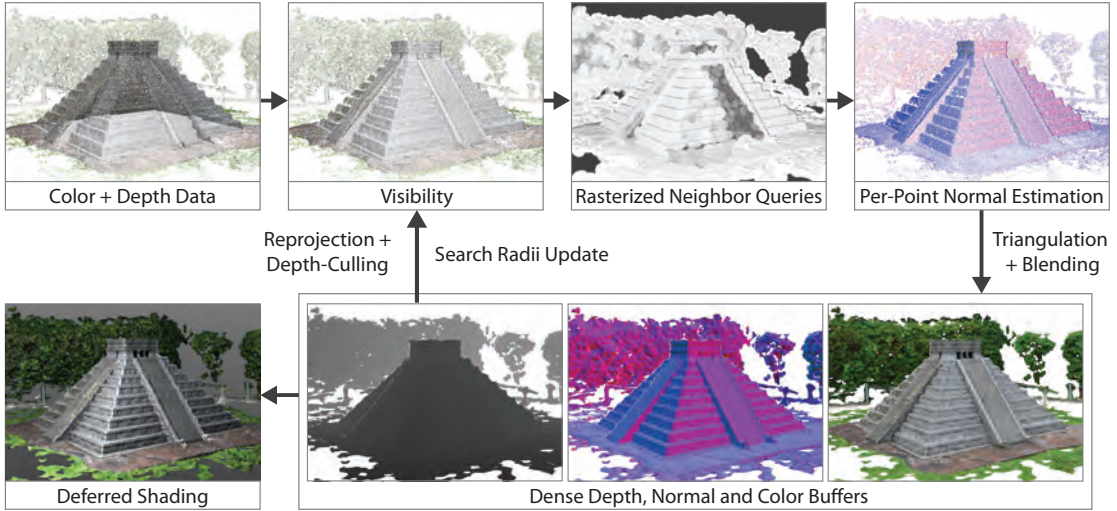 Color + Depth Data
Visibility
Rasterized Neighbor Queries
Per-Point Normal Estimation
Reprojection +
Depth-Culling
Search Radii Update
Triangulation
+ Blending
Deferred Shading
Dense Depth, Normal and Color Buffers